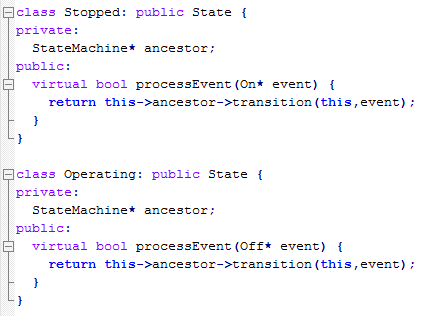 class Stopped: public State {
private:
  StateMachine* ancestor;
public:
  virtual bool processEvent(On* event) {
    return this->ancestor->transition(this,event);
  }
}

class Operating: public State {
private:
  StateMachine* ancestor;
public:
  virtual bool processEvent(Off* event) {
    return this->ancestor->transition(this,event);
  }
}